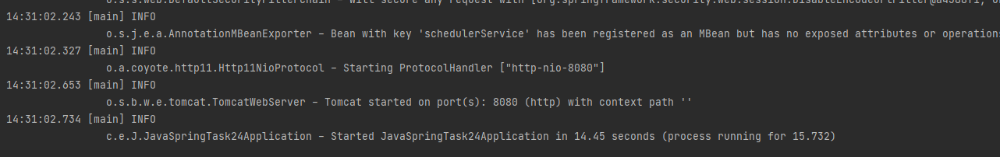 o.s.s.web.DefaultSecurityFilterChain – Will secure any request with [org.springframework.security.web.session.DisableEncodeUrlFilter@a4588f1, or
14:31:02.243 [main] INFO
o.s.j.e.a.AnnotationMBeanExporter – Bean with key 'schedulerService' has been registered as an MBean but has no exposed attributes or operations
14:31:02.327 [main] INFO
o.a.coyote.http11.Http11NioProtocol – Starting ProtocolHandler ["http-nio-8080"]
14:31:02.653 [main] INFO
o.s.b.w.e.tomcat.TomcatWebServer – Tomcat started on port(s): 8080 (http) with context path ''
14:31:02.734 [main] INFO
c.e.J.JavaSpringTask24Application – Started JavaSpringTask24Application in 14.45 seconds (process running for 15.732)